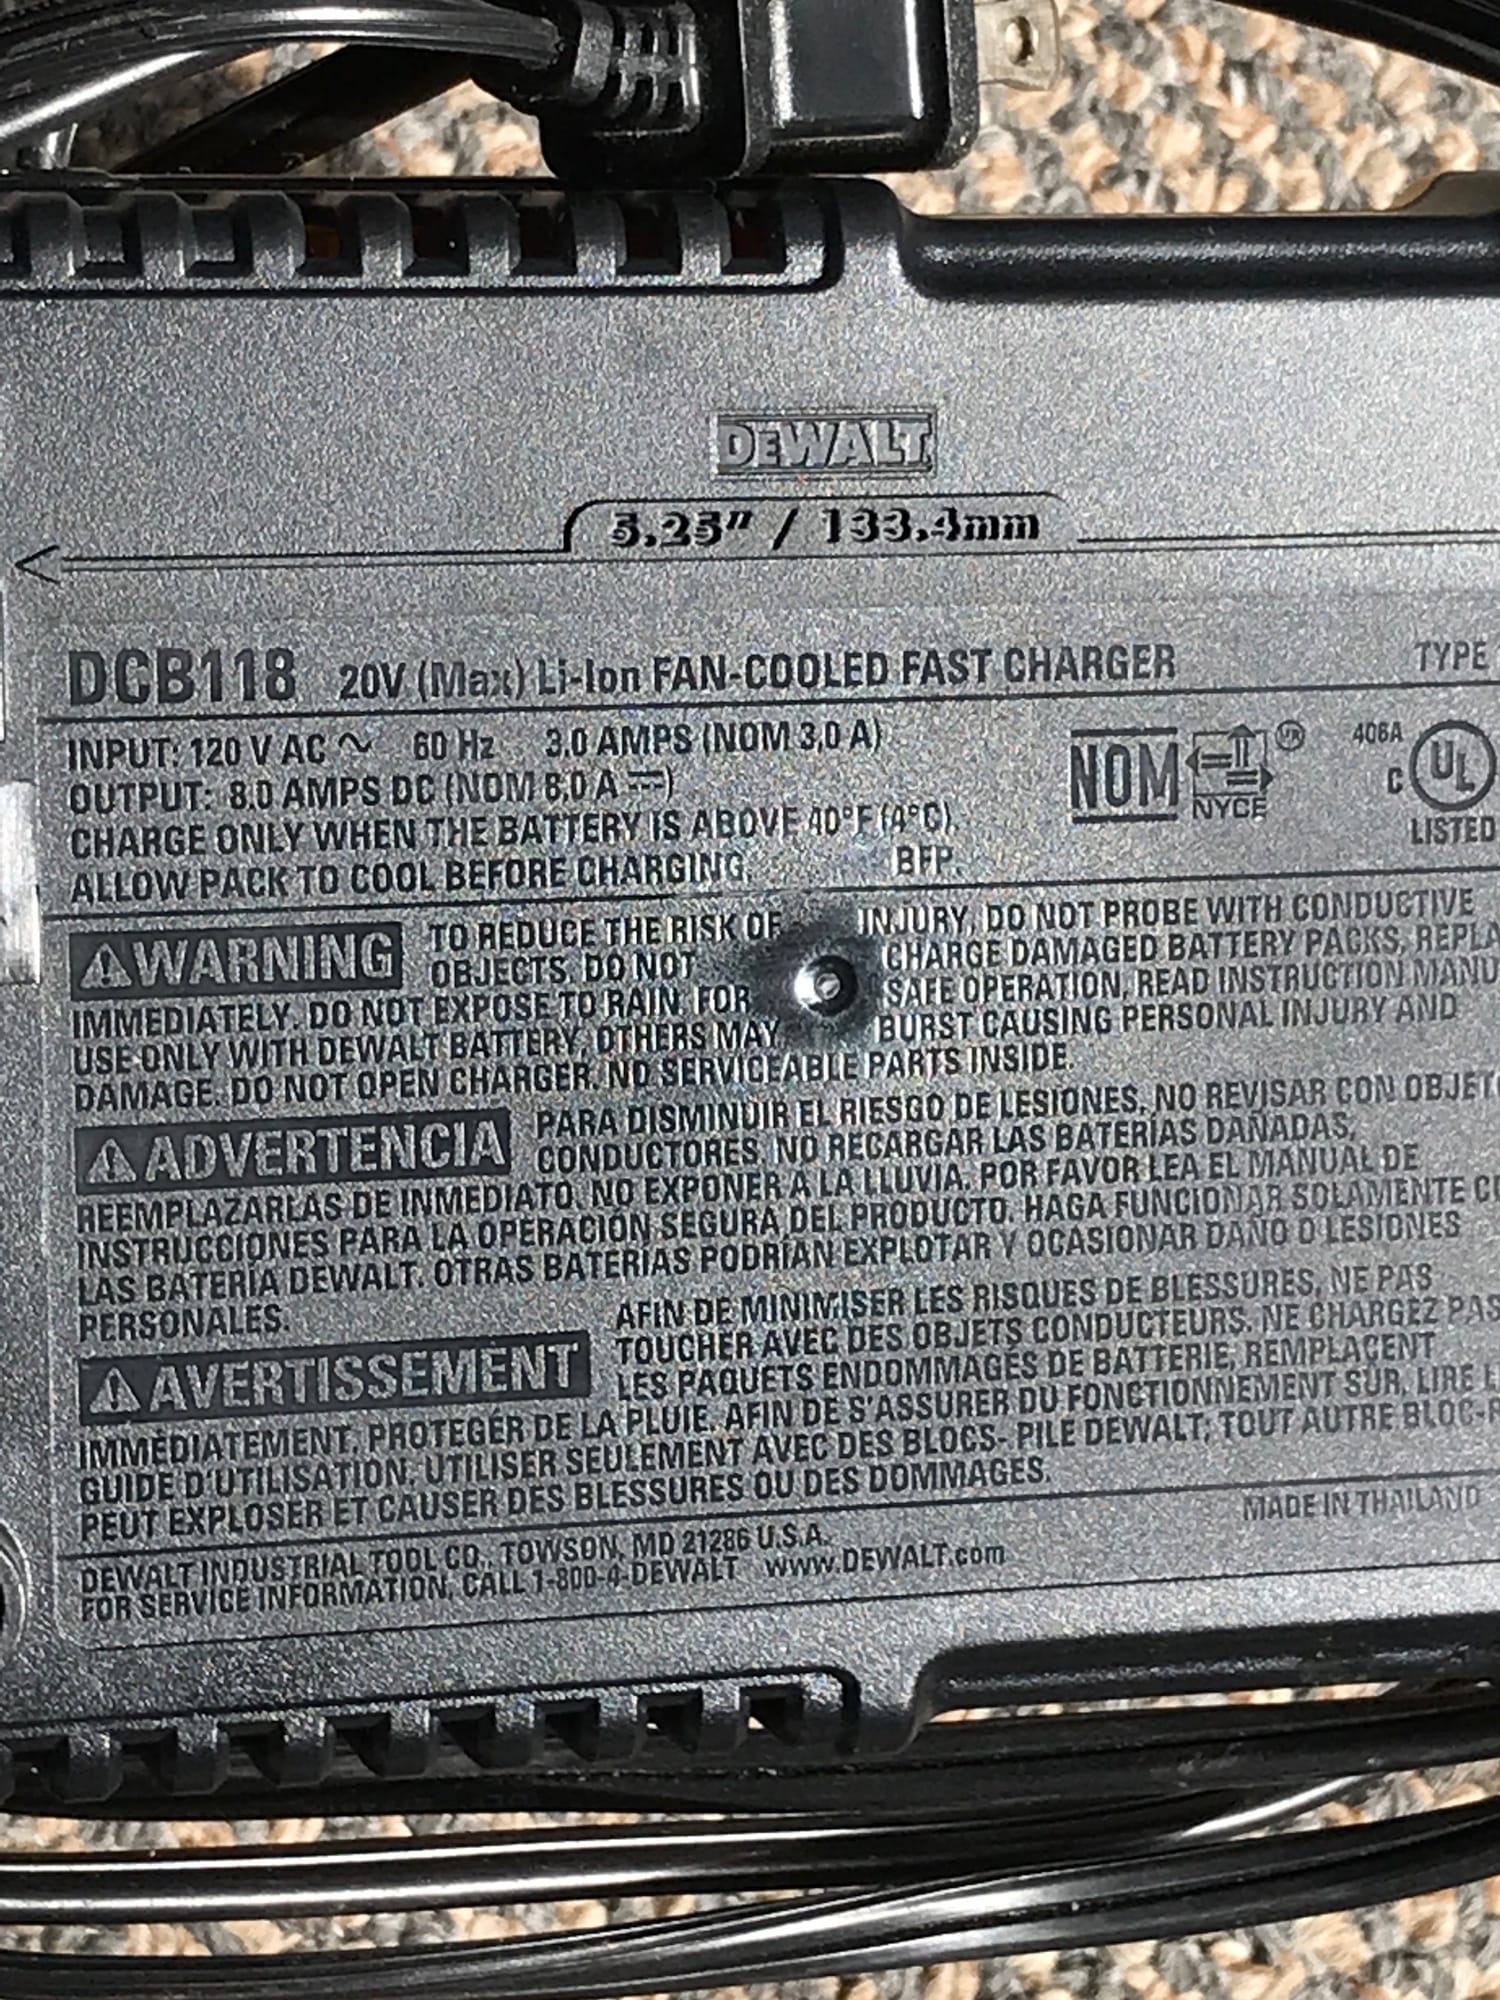 DEWALT
5.25" / 133.4mm
DCB118 20V (Max) Li-Ion FAN-COOLED FAST CHARGER TYPE
INPUT: 120 V AC ~ 60 Hz 3.0 AMPS (NOM 3,0 A)
OUTPUT: 8.0 AMPS DC (NOM 8,0 A ⎓)
CHARGE ONLY WHEN THE BATTERY IS ABOVE 40°F (4°C).
ALLOW PACK TO COOL BEFORE CHARGING. BFP
NOM NYCE
406A
C UL
LISTED
⚠WARNING TO REDUCE THE RISK OF INJURY, DO NOT PROBE WITH CONDUCTIVE
OBJECTS. DO NOT CHARGE DAMAGED BATTERY PACKS, REPLA
IMMEDIATELY. DO NOT EXPOSE TO RAIN. FOR SAFE OPERATION, READ INSTRUCTION MANU
USE ONLY WITH DEWALT BATTERY, OTHERS MAY BURST CAUSING PERSONAL INJURY AND
DAMAGE. DO NOT OPEN CHARGER. NO SERVICEABLE PARTS INSIDE.
⚠ADVERTENCIA PARA DISMINUIR EL RIESGO DE LESIONES, NO REVISAR CON OBJET
CONDUCTORES, NO RECARGAR LAS BATERÍAS DAÑADAS,
REEMPLAZARLAS DE INMEDIATO. NO EXPONER A LA LLUVIA. POR FAVOR LEA EL MANUAL DE
INSTRUCCIONES PARA LA OPERACIÓN SEGURA DEL PRODUCTO. HAGA FUNCIONAR SOLAMENTE C
LAS BATERÍA DEWALT. OTRAS BATERÍAS PODRÍAN EXPLOTAR Y OCASIONAR DAÑO O LESIONES
PERSONALES.
⚠AVERTISSEMENT AFIN DE MINIMISER LES RISQUES DE BLESSURES, NE PAS
TOUCHER AVEC DES OBJETS CONDUCTEURS. NE CHARGEZ PAS
LES PAQUETS ENDOMMAGÉS DE BATTERIE, REMPLACENT
IMMÉDIATEMENT. PROTEGÉR DE LA PLUIE. AFIN DE S'ASSURER DU FONCTIONNEMENT SÛR, LIRE L
GUIDE D'UTILISATION. UTILISER SEULEMENT AVEC DES BLOCS- PILE DEWALT, TOUT AUTRE BLOC-P
PEUT EXPLOSER ET CAUSER DES BLESSURES OU DES DOMMAGES.
DEWALT INDUSTRIAL TOOL CO., TOWSON, MD 21286 U.S.A. MADE IN THAILAND
FOR SERVICE INFORMATION, CALL 1-800-4-DEWALT www.DEWALT.com